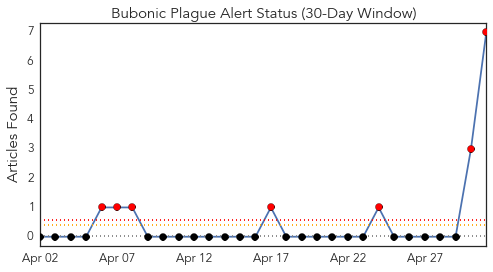 Bubonic Plague Alert Status (30-Day Window)
Articles Found
7
6
5
4
3
2
1
0
Apr 02 Apr 07 Apr 12 Apr 17 Apr 22 Apr 27